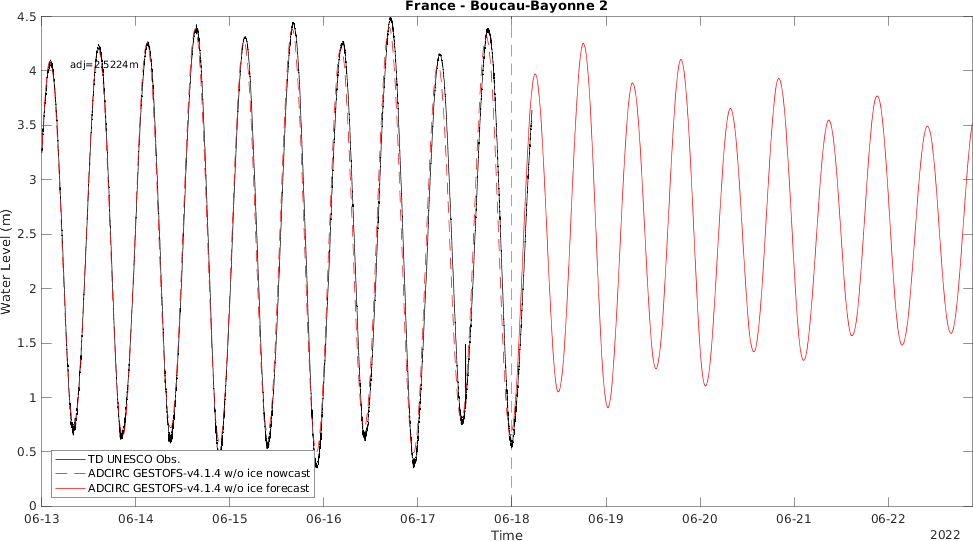 France - Boucau-Bayonne 2
4.5
4
3.5
3
2.5
2
1.5
1
0.5
0
Water Level (m)
adj=2.5224m
TD UNESCO Obs.
ADCIRC GESTOFS-v4.1.4 w/o ice nowcast
ADCIRC GESTOFS-v4.1.4 w/o ice forecast
06-13 06-14 06-15 06-16 06-17 06-18 06-19 06-20 06-21 06-22
Time
2022